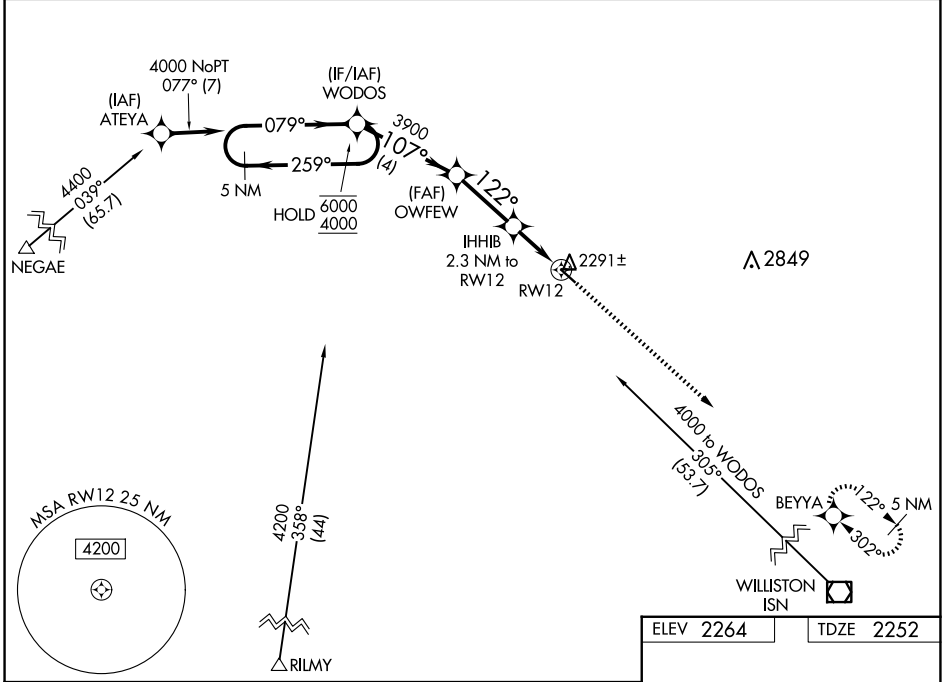 4000 NoPT
077° (7)
(IAF)
ATEYA
(IF/IAF)
WODOS
079°
259°
5 NM
HOLD
6000
4000
3900
107°
(4)
(FAF)
OWFEW
122°
IHHIB
2.3 NM to
RW12
RW12
2291±
2849
4400
039°
(65.7)
NEGAE
4200
358°
(44)
RILMY
4000 to WODOS
305°
(53.7)
BEYYA
122°
5 NM
302°
WILLISTON
ISN
MSA RW12 25 NM
4200
ELEV 2264
TDZE 2252